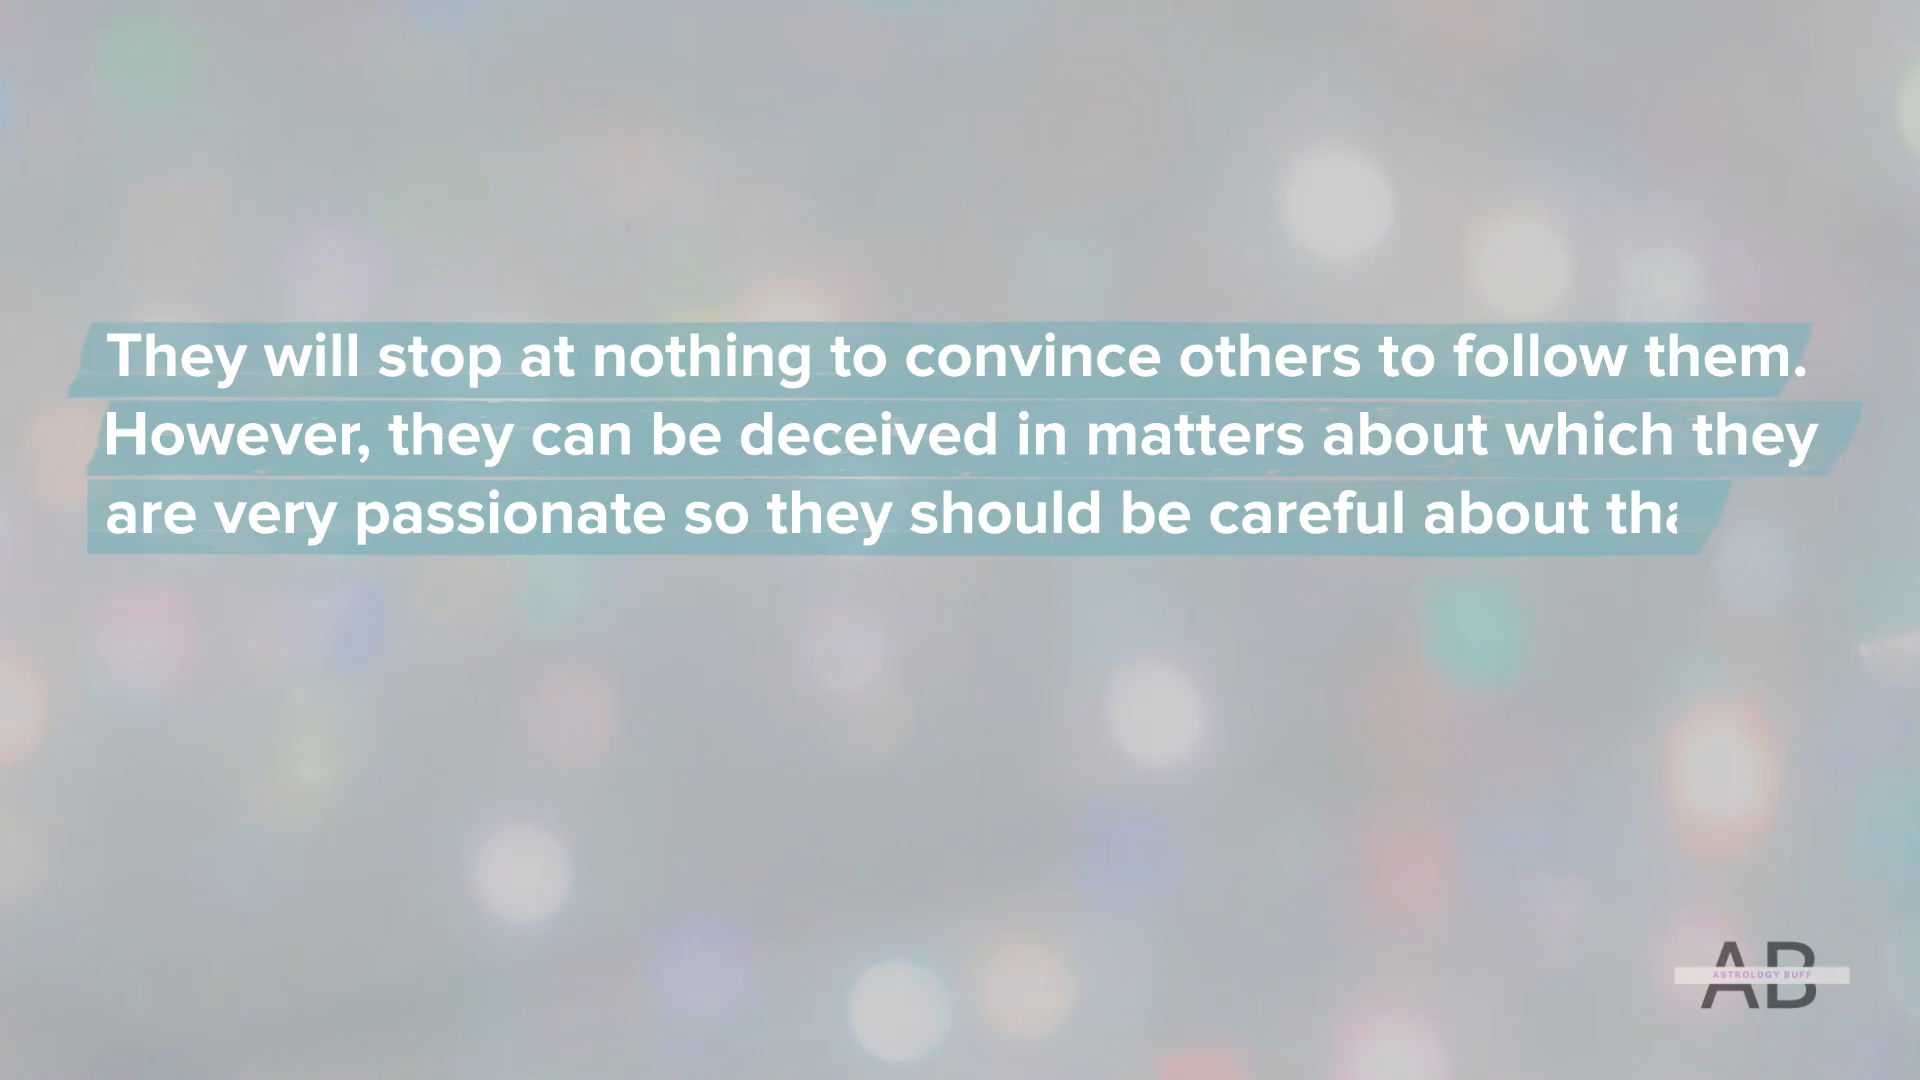 They will stop at nothing to convince others to follow them.
However, they can be deceived in matters about which they
are very passionate so they should be careful about
AB
ASTROLOGY BUFF